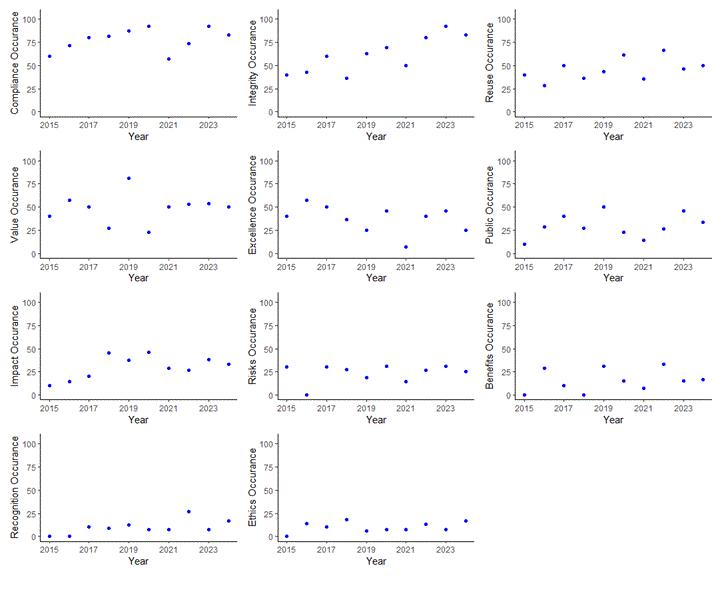 Compliance Occurance
100
75
50
25
0
2015 2017 2019 2021 2023
Year
Integrity Occurance
100
75
50
25
0
2015 2017 2019 2021 2023
Year
Reuse Occurance
100
75
50
25
0
2015 2017 2019 2021 2023
Year
Value Occurance
100
75
50
25
0
2015 2017 2019 2021 2023
Year
Excellence Occurance
100
75
50
25
0
2015 2017 2019 2021 2023
Year
Public Occurance
100
75
50
25
0
2015 2017 2019 2021 2023
Year
Impact Occurance
100
75
50
25
0
2015 2017 2019 2021 2023
Year
Risks Occurance
100
75
50
25
0
2015 2017 2019 2021 2023
Year
Benefits Occurance
100
75
50
25
0
2015 2017 2019 2021 2023
Year
Recognition Occurance
100
75
50
25
0
2015 2017 2019 2021 2023
Year
Ethics Occurance
100
75
50
25
0
2015 2017 2019 2021 2023
Year